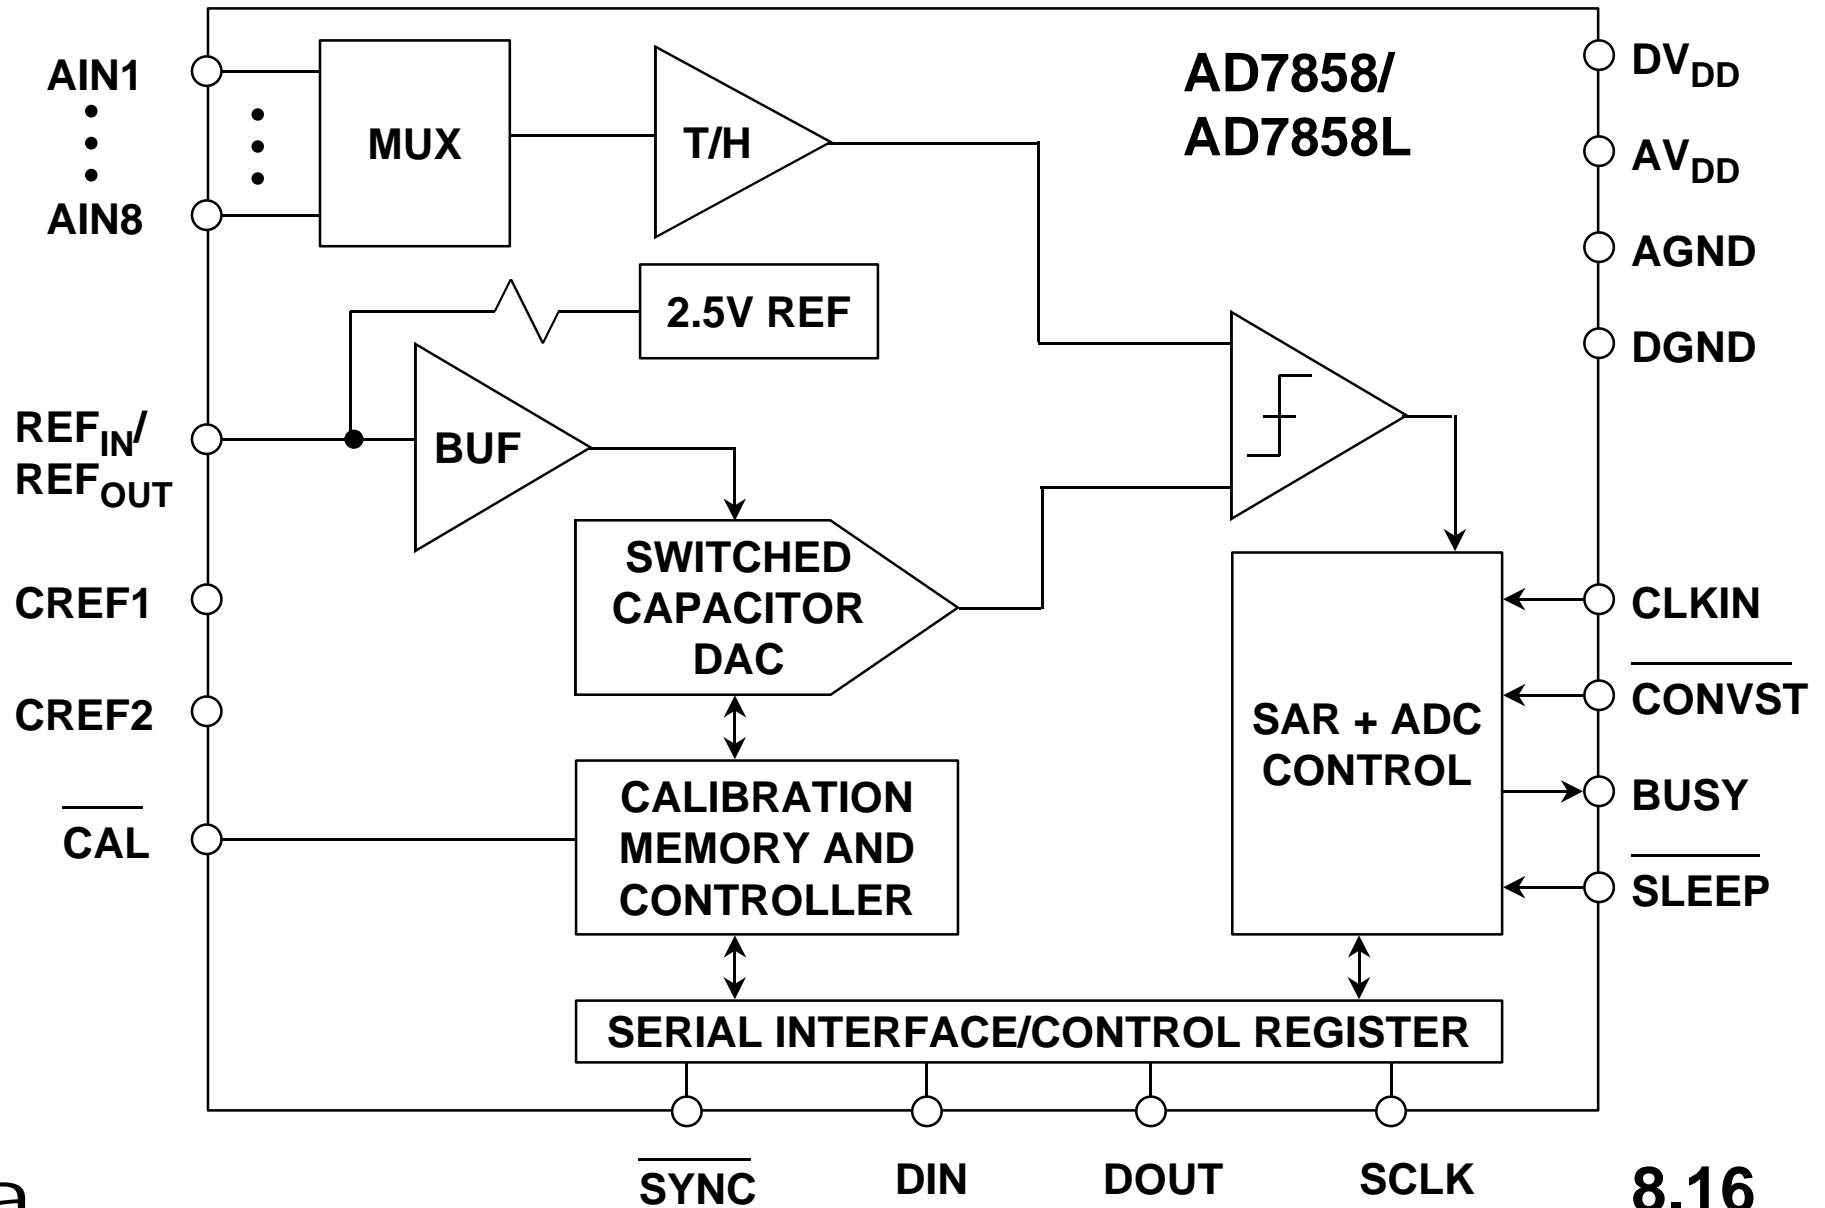 AD7858/
AD7858L
AIN1
AIN8
MUX
T/H
2.5V REF
REFIN/
REFOUT
BUF
SWITCHED
CAPACITOR
DAC
CREF1
CREF2
CAL
CALIBRATION
MEMORY AND
CONTROLLER
SAR + ADC
CONTROL
DVDD
AVDD
AGND
DGND
CLKIN
CONVST
BUSY
SLEEP
SERIAL INTERFACE/CONTROL REGISTER
SYNC
DIN
DOUT
SCLK
a
8.16